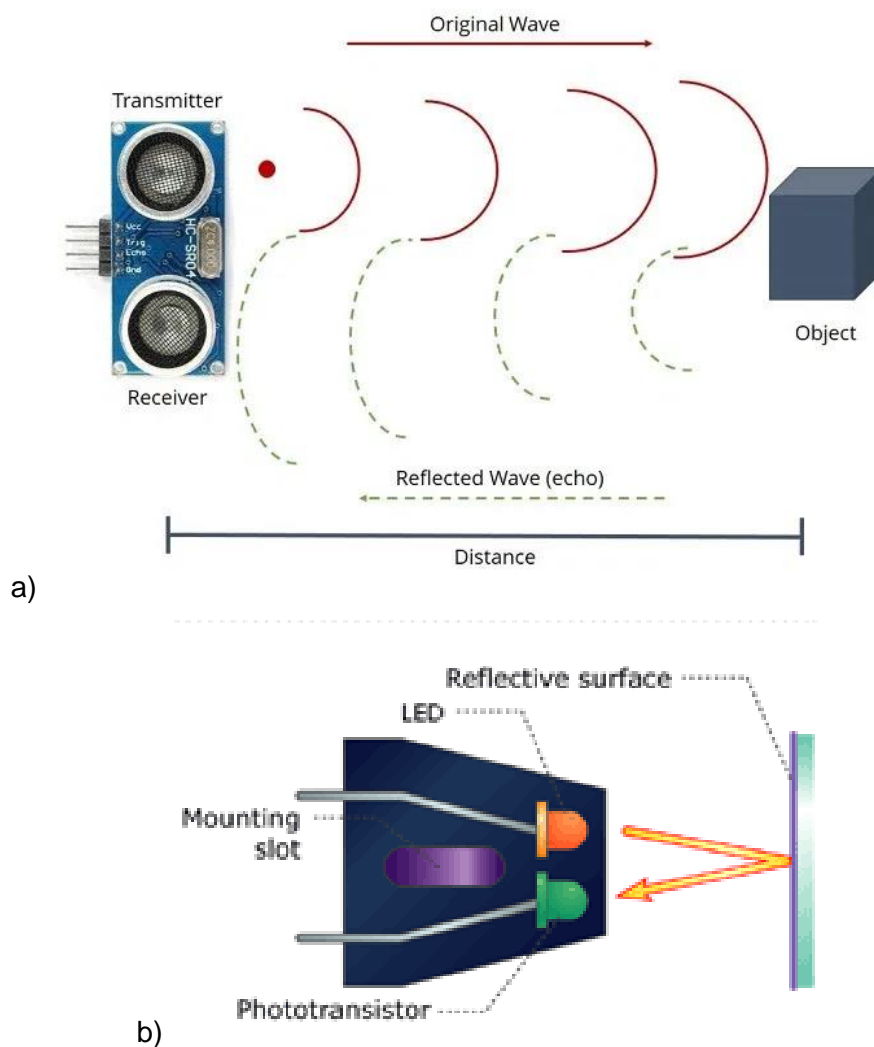 Original Wave
Transmitter
Vcc
Trig
Echo
Gnd
HC-SR04
Object
Receiver
Reflected Wave (echo)
Distance
a)
Reflective surface
LED
Mounting
slot
Phototransistor
b)